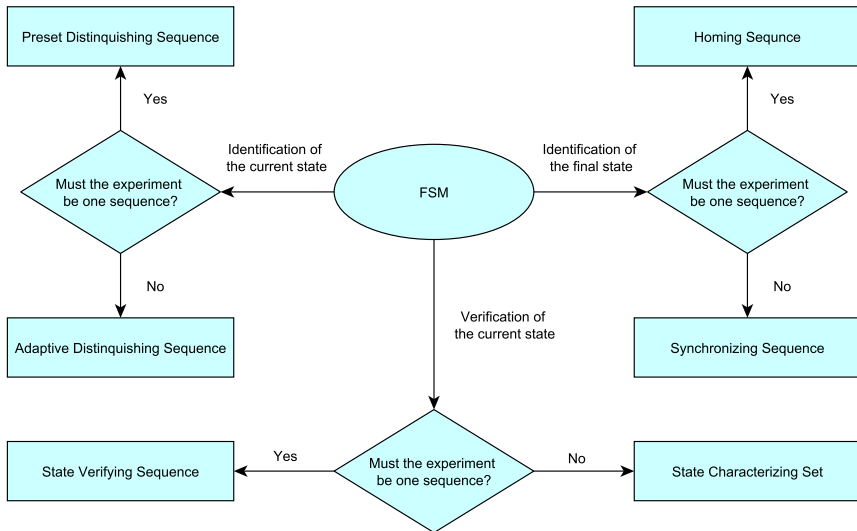 Preset Distinquishing Sequence
Homing Sequnce
Yes
Yes
Identification of
the current state
Identification of
the final state
Must the experiment
be one sequence?
FSM
Must the experiment
be one sequence?
No
No
Verification of
the current state
Adaptive Distinquishing Sequence
Synchronizing Sequence
State Verifying Sequence
Yes
Must the experiment
be one sequence?
No
State Characterizing Set